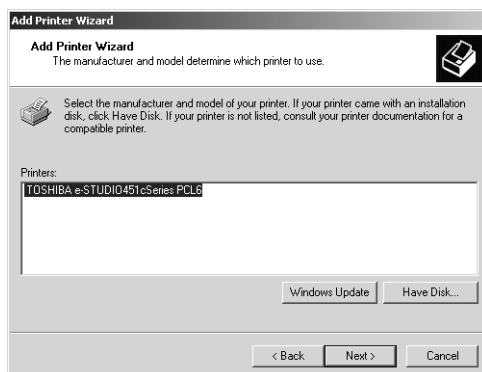 Add Printer Wizard
Add Printer Wizard
The manufacturer and model determine which printer to use.
Select the manufacturer and model of your printer. If your printer came with an installation
disk, click Have Disk. If your printer is not listed, consult your printer documentation for a
compatible printer.
Printers:
TOSHIBA e-STUDIO451cSeries PCL6
Windows Update
Have Disk...
< Back
Next >
Cancel